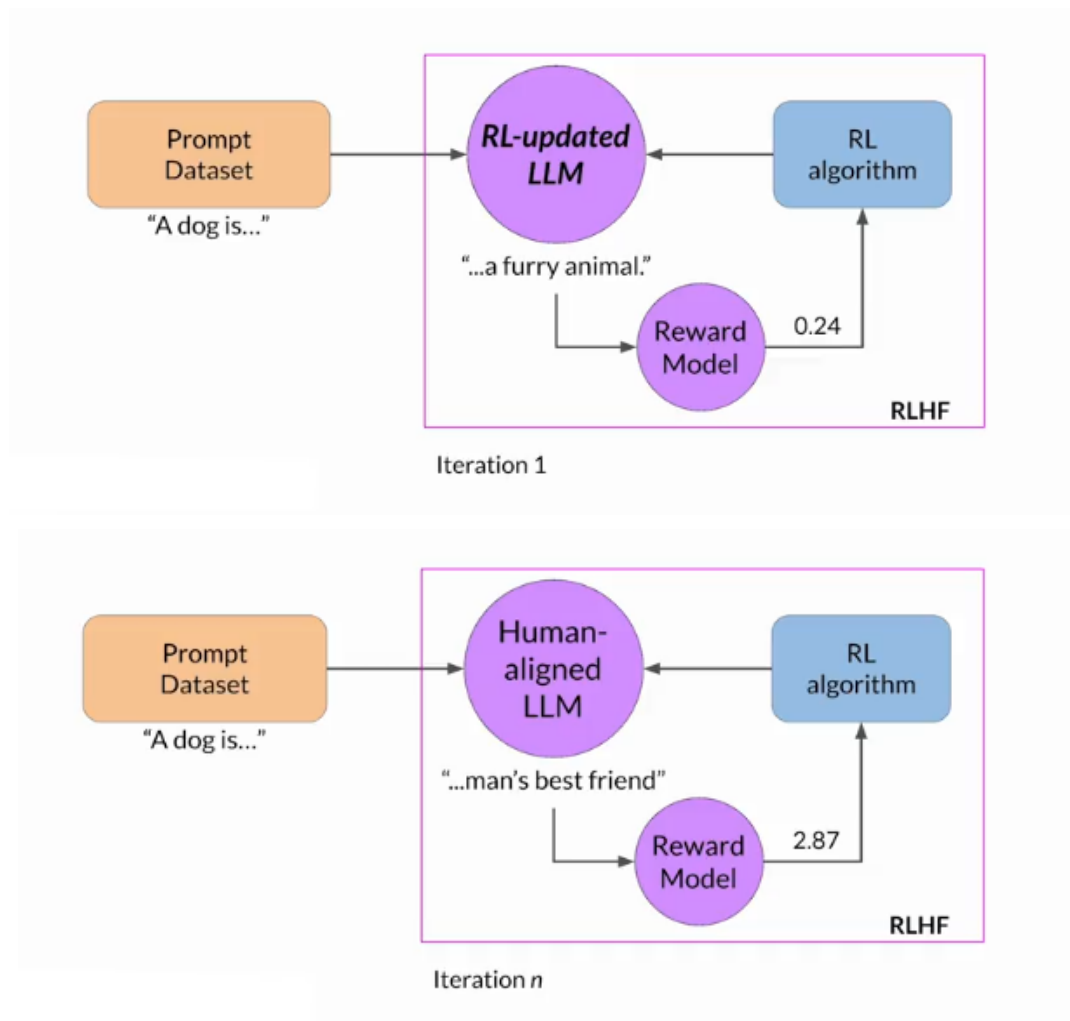 Prompt
Dataset
“A dog is...”
RL-updated
LLM
“...a furry animal.”
RL
algorithm
Reward
Model
0.24
RLHF
Iteration 1
Prompt
Dataset
“A dog is...”
Human-
aligned
LLM
“...man’s best friend”
RL
algorithm
Reward
Model
2.87
RLHF
Iteration n